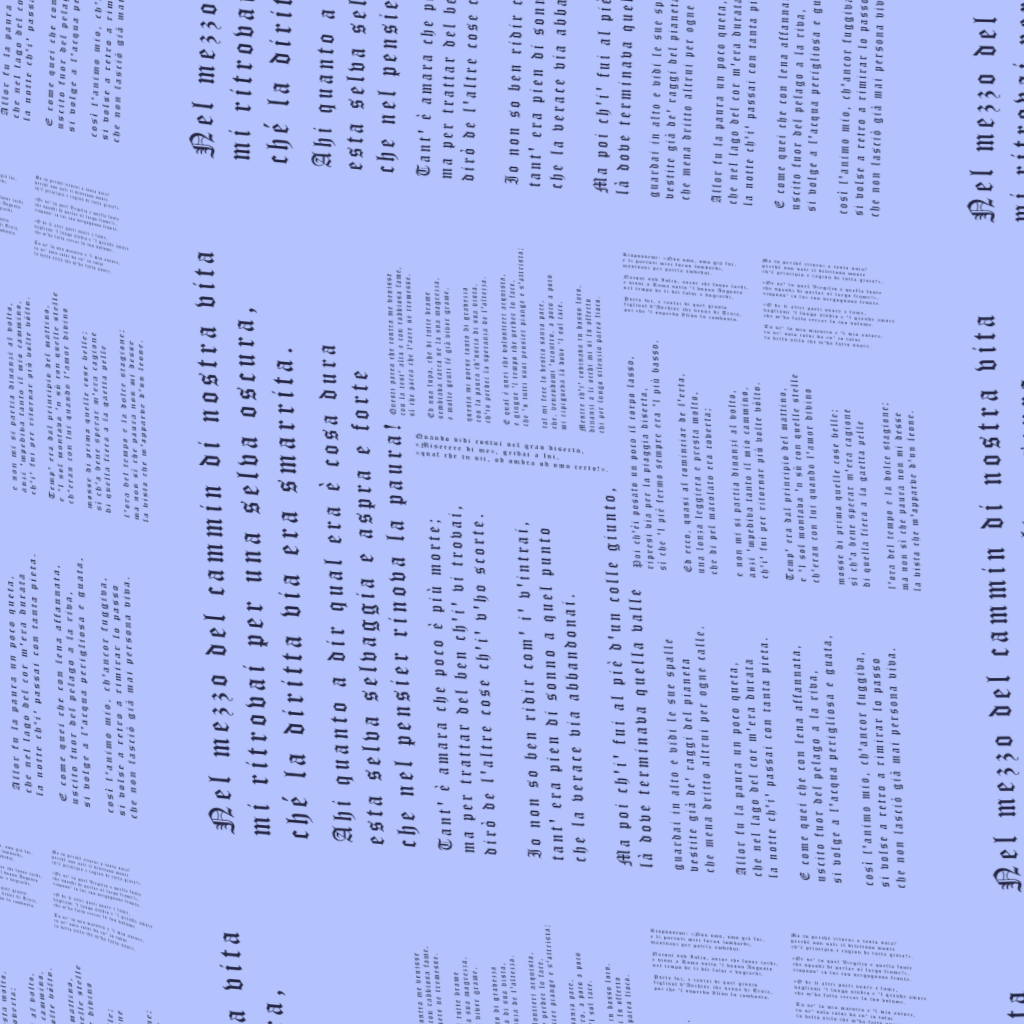 Nel mezzo del cammin di nostra vita
mi ritrovai per una selva oscura,
ché la diritta via era smarrita.
Ahi quanto a dir qual era è cosa dura
esta selva selvaggia e aspra e forte
che nel pensier rinova la paura!
Tant' è amara che poco è più morte;
ma per trattar del ben ch'i' vi trovai,
dirò de l'altre cose ch'i' v'ho scorte.
Io non so ben ridir com' i' v'intrai,
tant' era pien di sonno a quel punto
che la verace via abbandonai.
Ma poi ch'i' fui al piè d'un colle giunto,
là dove terminava quella valle
guardai in alto e vidi le sue spalle
vestite già de' raggi del pianeta
che mena dritto altrui per ogne calle.
Allor fu la paura un poco queta,
che nel lago del cor m'era durata
la notte ch'i' passai con tanta pieta.
E come quei che con lena affannata,
uscito fuor del pelago a la riva,
si volge a l'acqua perigliosa e guata,
così l'animo mio, ch'ancor fuggiva,
si volse a retro a rimirar lo passo
che non lasciò già mai persona viva.
Poi ch'èi posato un poco il corpo lasso,
ripresi via per la piaggia diserta,
sì che 'l piè fermo sempre era 'l più basso.
Ed ecco, quasi al cominciar de l'erta,
una lonza leggiera e presta molto,
che di pel macolato era coverta;
e non mi si partia dinanzi al volto,
anzi 'mpediva tanto il mio cammino,
ch'i' fui per ritornar più volte vòlto.
Temp' era dal principio del mattino,
e 'l sol montava 'n sù con quelle stelle
ch'eran con lui quando l'amor divino
mosse di prima quelle cose belle;
sì ch'a bene sperar m'era cagione
di quella fiera a la gaetta pelle
l'ora del tempo e la dolce stagione;
ma non sì che paura non mi desse
la vista che m'apparve d'un leone.
Questi parea che contra me venisse
con la test' alta e con rabbiosa fame,
sì che parea che l'aere ne tremesse.
Ed una lupa, che di tutte brame
sembiava carca ne la sua magrezza,
e molte genti fé già viver grame,
questa mi porse tanto di gravezza
con la paura ch'uscia di sua vista,
ch'io perdei la speranza de l'altezza.
E qual è quei che volontieri acquista,
e giugne 'l tempo che perder lo face,
che 'n tutti suoi pensier piange e s'attrista;
tal mi fece la bestia sanza pace,
che, venendomi 'ncontro, a poco a poco
mi ripigneva là dove 'l sol tace.
Mentre ch'i' rovinava in basso loco,
dinanzi a li occhi mi si fu offerto
chi per lungo silenzio parea fioco.
Quando vidi costui nel gran diserto,
«Miserere di me», gridai a lui,
«qual che tu sii, od ombra od omo certo!».
Rispuosemi: «Non omo, omo già fui,
e li parenti miei furon lombardi,
mantoani per patrïa ambedui.
Nacqui sub Iulio, ancor che fosse tardi,
e vissi a Roma sotto 'l buono Augusto
nel tempo de li dèi falsi e bugiardi.
Poeta fui, e cantai di quel giusto
figliuol d'Anchise che venne di Troia,
poi che 'l superbo Ilïón fu combusto.
Ma tu perché ritorni a tanta noia?
perché non sali il dilettoso monte
ch'è principio e cagion di tutta gioia?».
«Or se' tu quel Virgilio e quella fonte
che spandi di parlar sì largo fiume?»,
rispuos' io lui con vergognosa fronte.
«O de li altri poeti onore e lume,
vagliami 'l lungo studio e 'l grande amore
che m'ha fatto cercar lo tuo volume.
Tu se' lo mio maestro e 'l mio autore,
tu se' solo colui da cu' io tolsi
lo bello stilo che m'ha fatto onore.